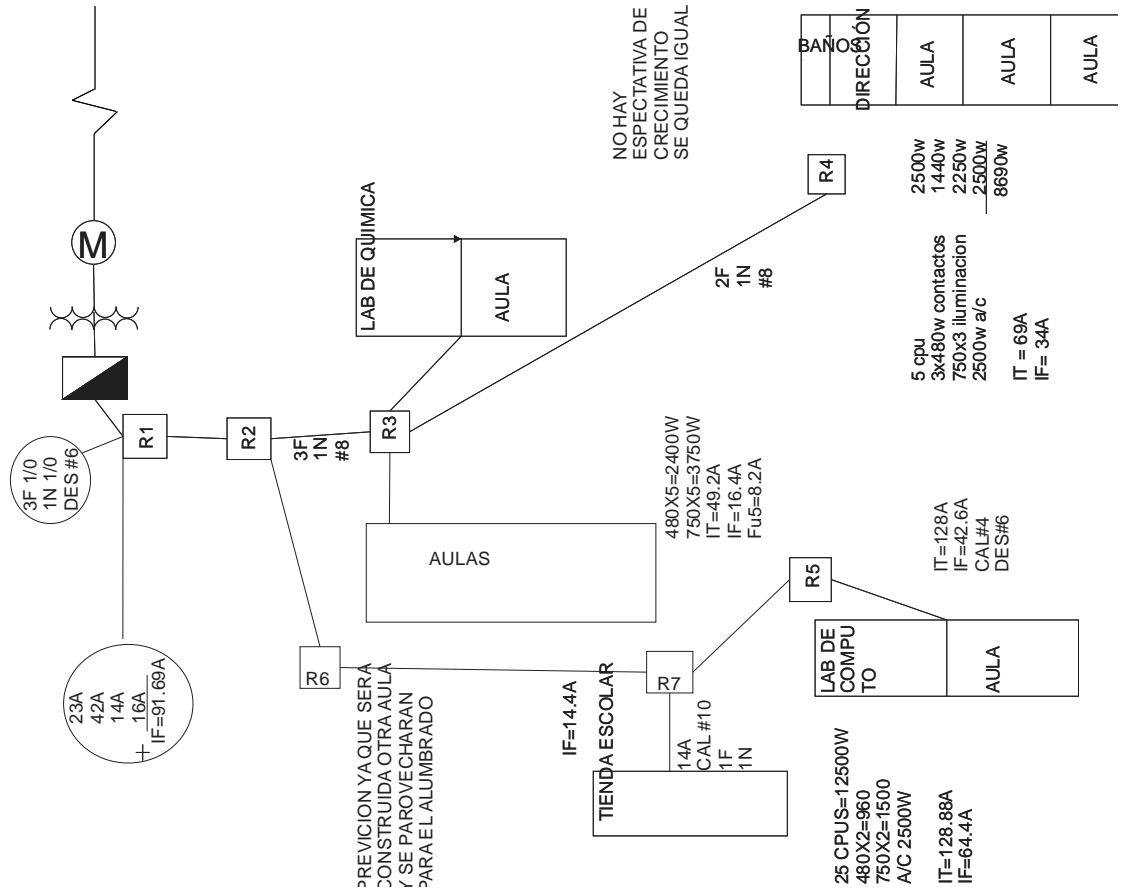 M
3F 1/0
1N 1/0
DES #6
R1
R2
3F
1N
#8
R3
LAB DE QUIMICA
AULA
NO HAY
ESPECTATIVA DE
CRECIMIENTO
SE QUEDA IGUAL
BAÑOS
DIRECCIÓN
AULA
AULA
AULA
R4
2F
1N
#8
5 cpu 2500w
3x480w contactos 1440w
750x3 iluminacion 2250w
2500w a/c 2500w
8690w
IT = 69A
IF= 34A
23A
42A
14A
16A
+
IF=91.69A
AULAS
480X5=2400W
750X5=3750W
IT=49.2A
IF=16.4A
Fu5=8.2A
R6
PREVICION YA QUE SERA
CONSTRUIDA OTRA AULA
Y SE PAROVECHARAN
PARA EL ALUMBRADO
R7
IF=14.4A
TIENDA ESCOLAR
14A
CAL #10
1F
1N
R5
IT=128A
IF=42.6A
CAL#4
DES#6
LAB DE
COMPU
TO
AULA
25 CPUS=12500W
480X2=960
750X2=1500
A/C 2500W
IT=128.88A
IF=64.4A